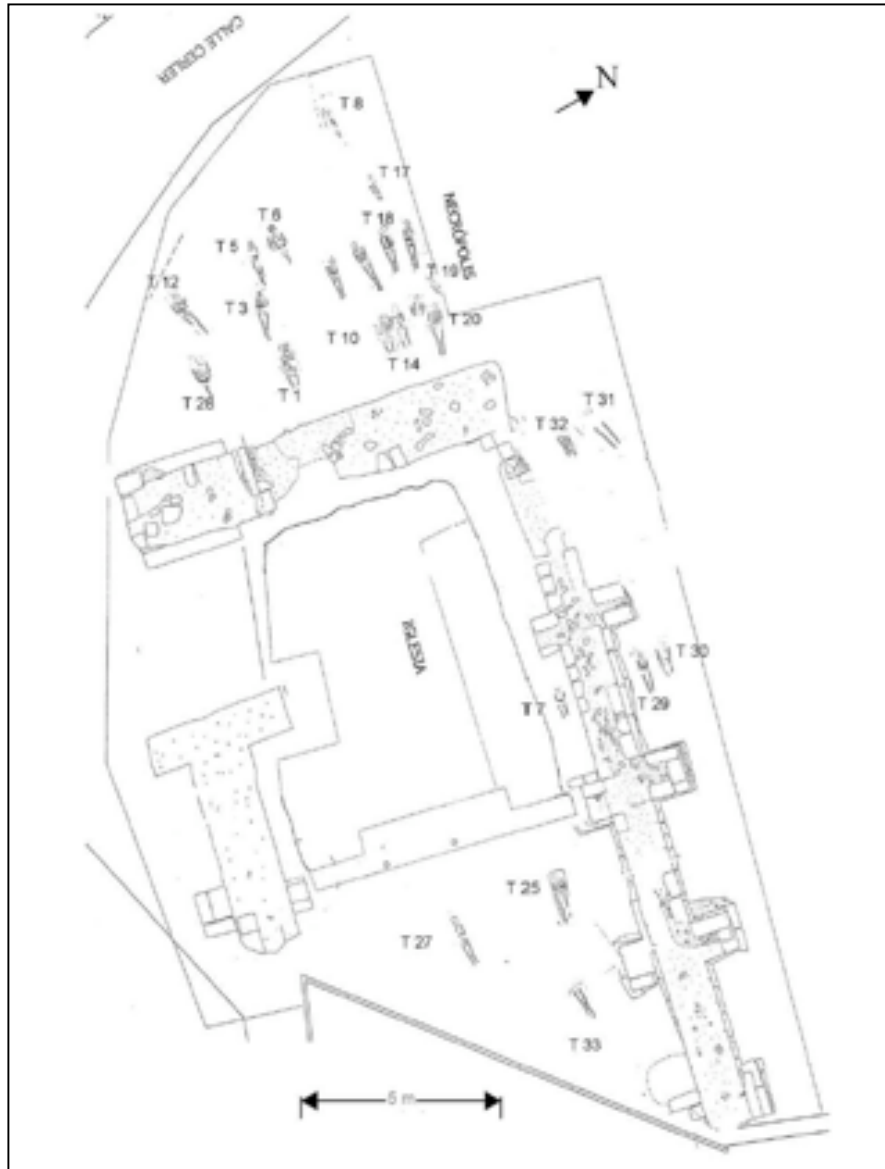 CALLE CERLER
N
T 8
T 17
NECRÓPOLIS
T 6
T 18
T 5
T 19
T 12
T 3
T 20
T 10
T 14
T 1
T 28
T 31
T 32
IGLESIA
T 30
T 29
T 7
T 25
T 27
T 33
5 m